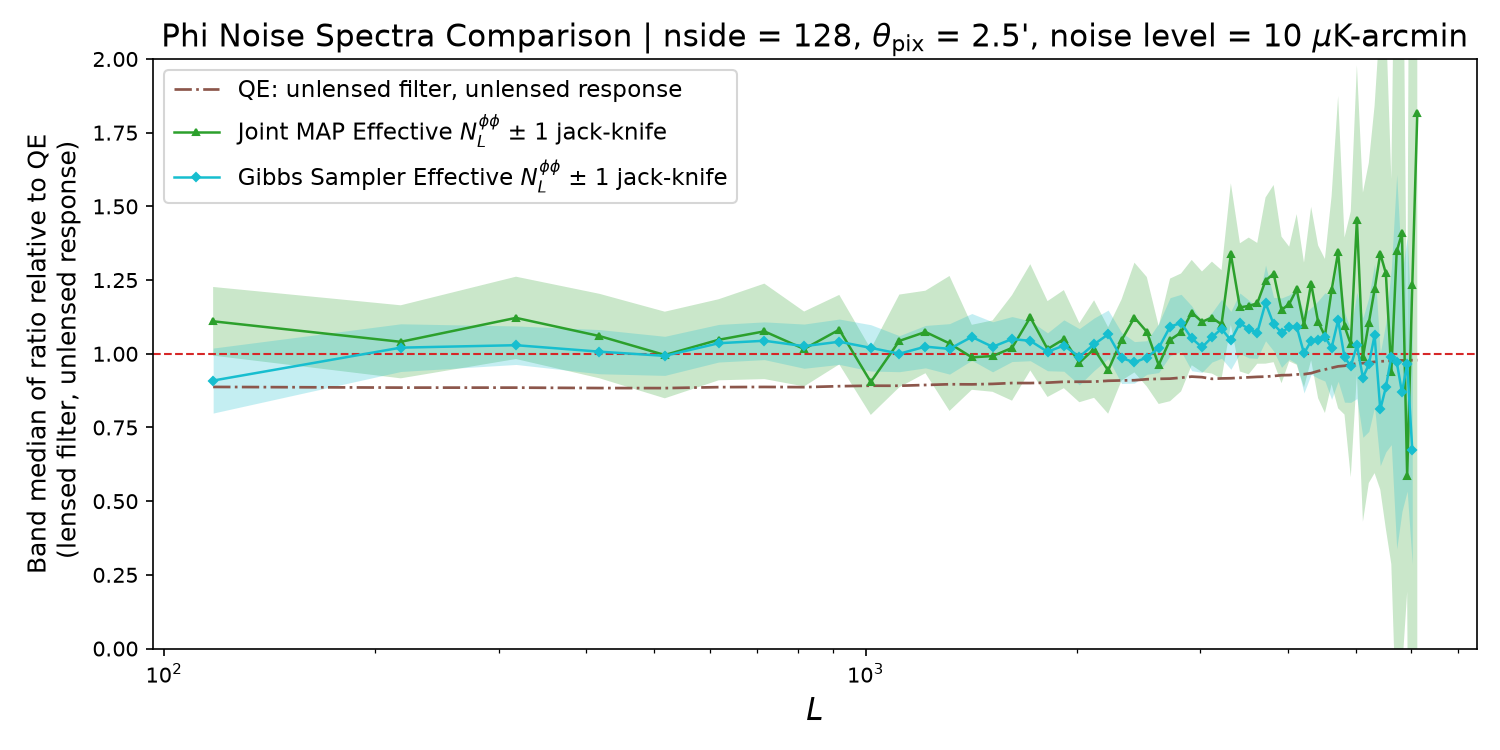 Phi Noise Spectra Comparison | nside = 128, θ_pix = 2.5', noise level = 10 μK-arcmin
QE: unlensed filter, unlensed response
Joint MAP Effective N_L^ϕϕ ± 1 jack-knife
Gibbs Sampler Effective N_L^ϕϕ ± 1 jack-knife
Band median of ratio relative to QE
(lensed filter, unlensed response)
2.00
1.75
1.50
1.25
1.00
0.75
0.50
0.25
0.00
10^2
10^3
L